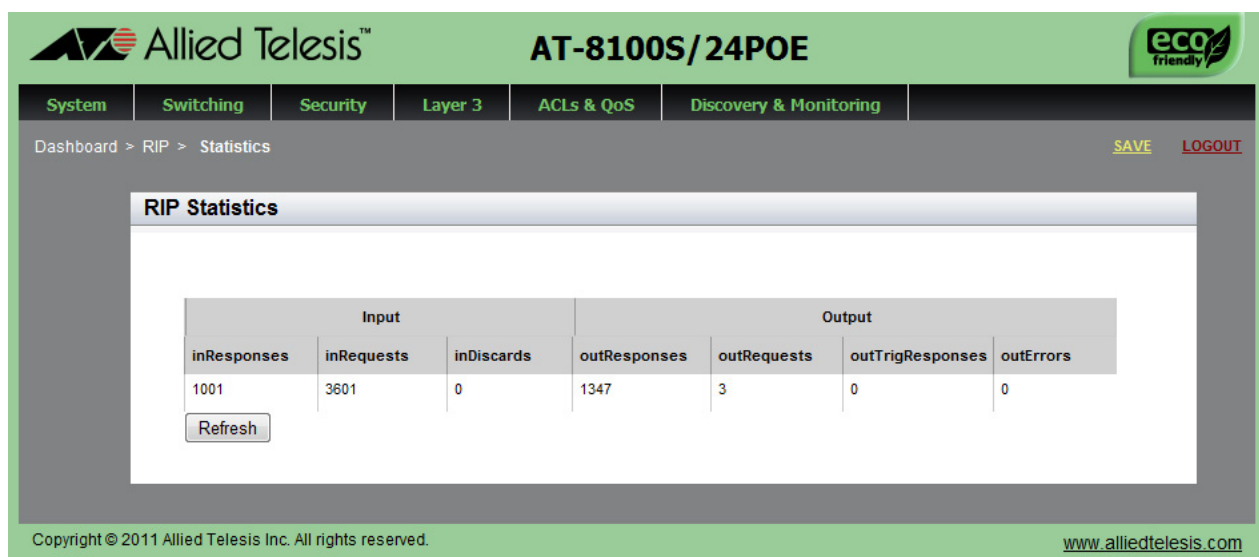 Allied Telesis™
AT-8100S/24POE
eco
friendly
System Switching Security Layer 3 ACLs & QoS Discovery & Monitoring
Dashboard > RIP > Statistics
SAVE LOGOUT
RIP Statistics
Input Output
inResponses inRequests inDiscards outResponses outRequests outTrigResponses outErrors
1001 3601 0 1347 3 0 0
Refresh
Copyright © 2011 Allied Telesis Inc. All rights reserved.
www.alliedtelesis.com